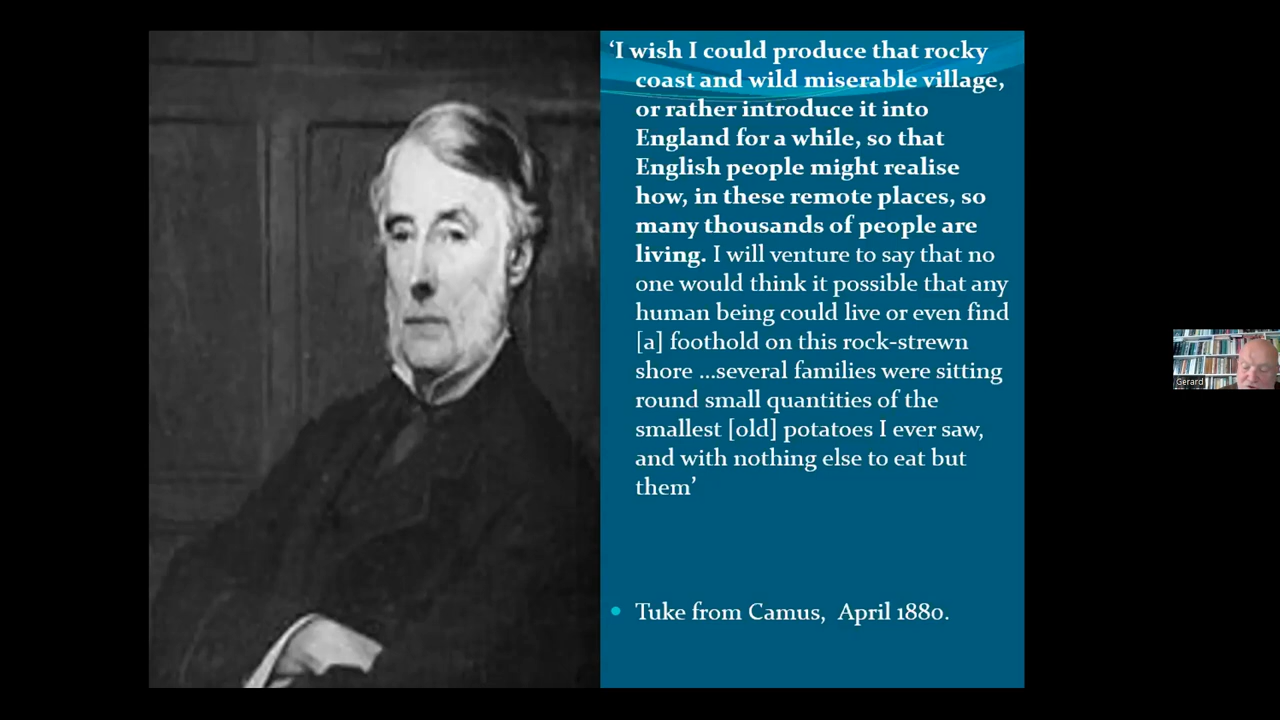 ‘I wish I could produce that rocky
coast and wild miserable village,
or rather introduce it into
England for a while, so that
English people might realise
how, in these remote places, so
many thousands of people are
living. I will venture to say that no
one would think it possible that any
human being could live or even find
[a] foothold on this rock-strewn
shore ...several families were sitting
round small quantities of the
smallest [old] potatoes I ever saw,
and with nothing else to eat but
them’
• Tuke from Camus, April 1880.
Gerard